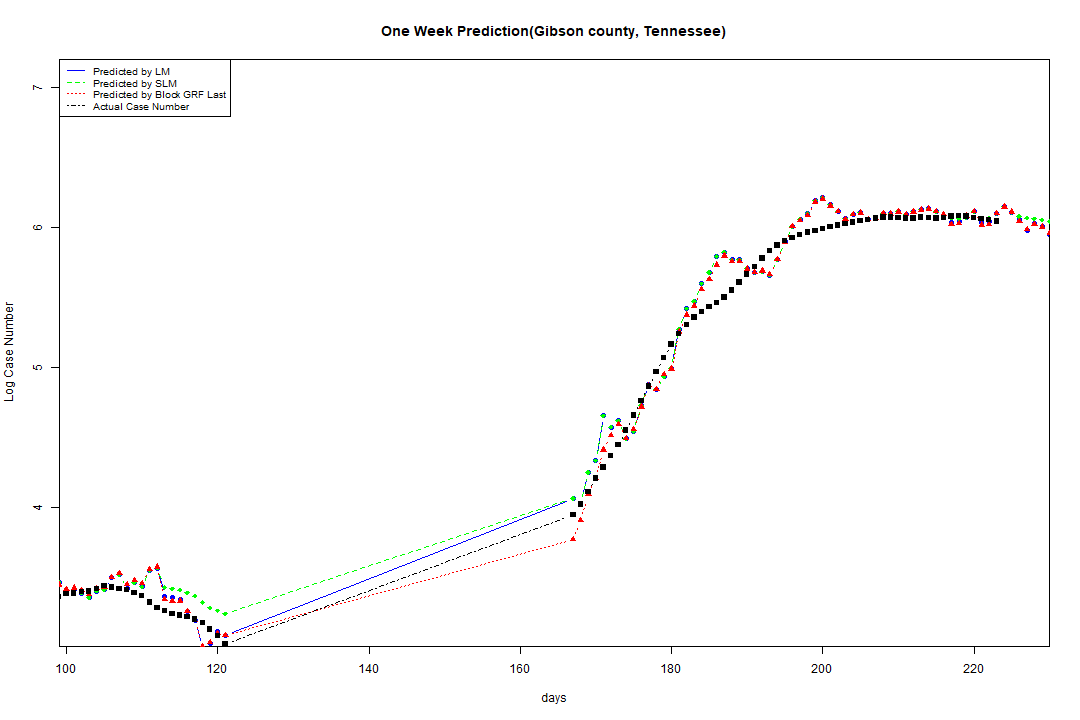 One Week Prediction(Gibson county, Tennessee)
Predicted by LM
Predicted by SLM
Predicted by Block GRF Last
Actual Case Number
7
6
5
4
Log Case Number
100 120 140 160 180 200 220
days